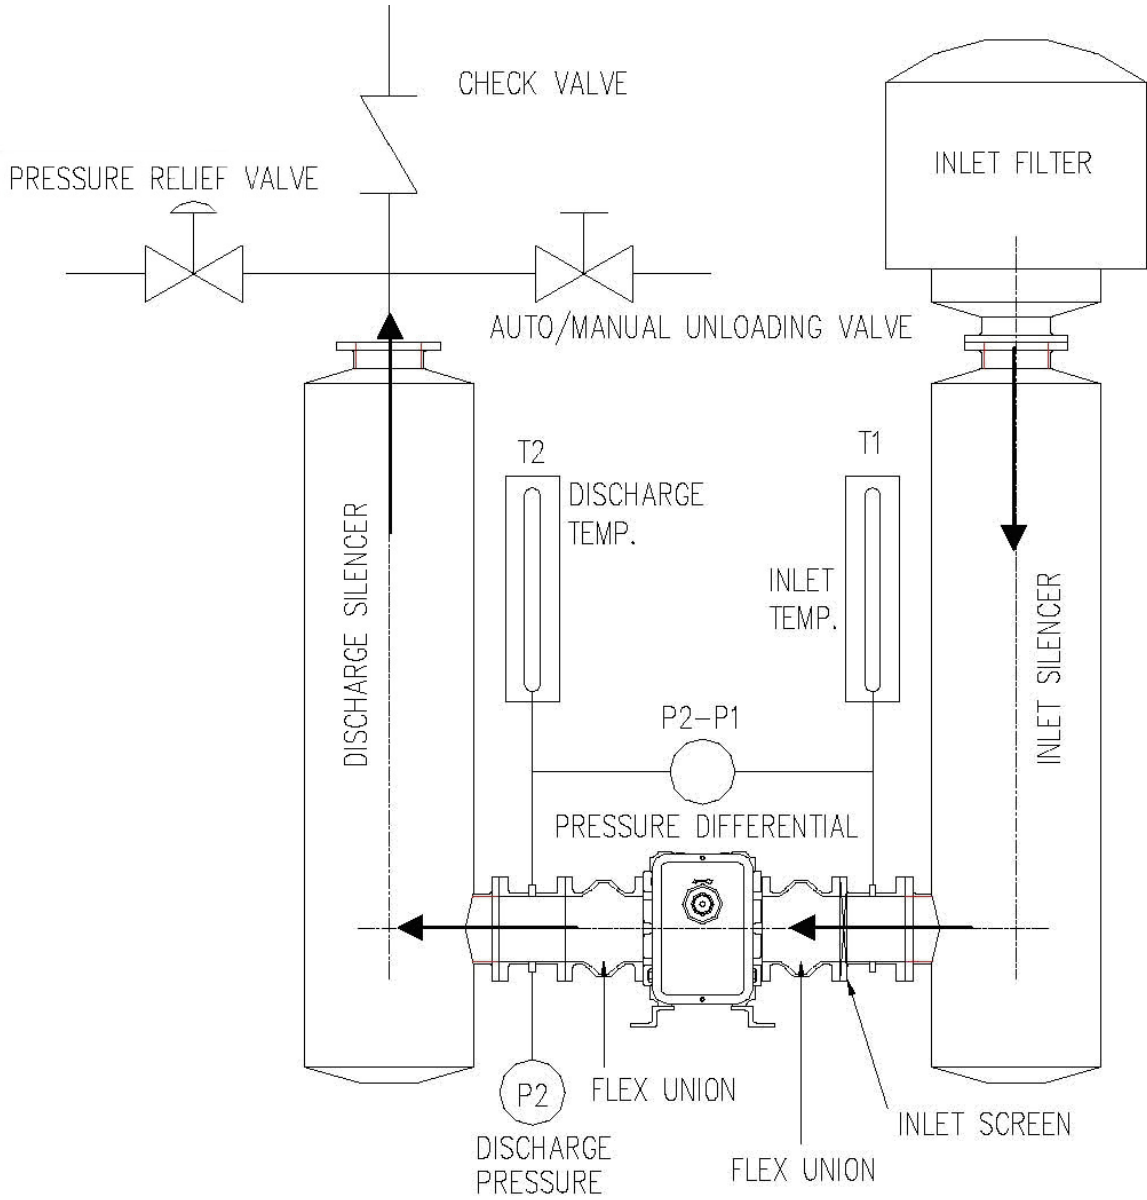 CHECK VALVE
INLET FILTER
PRESSURE RELIEF VALVE
AUTO/MANUAL UNLOADING VALVE
T2
T1
DISCHARGE
TEMP.
INLET
TEMP.
DISCHARGE SILENCER
INLET SILENCER
P2-P1
PRESSURE DIFFERENTIAL
P2
FLEX UNION
INLET SCREEN
DISCHARGE
PRESSURE
FLEX UNION